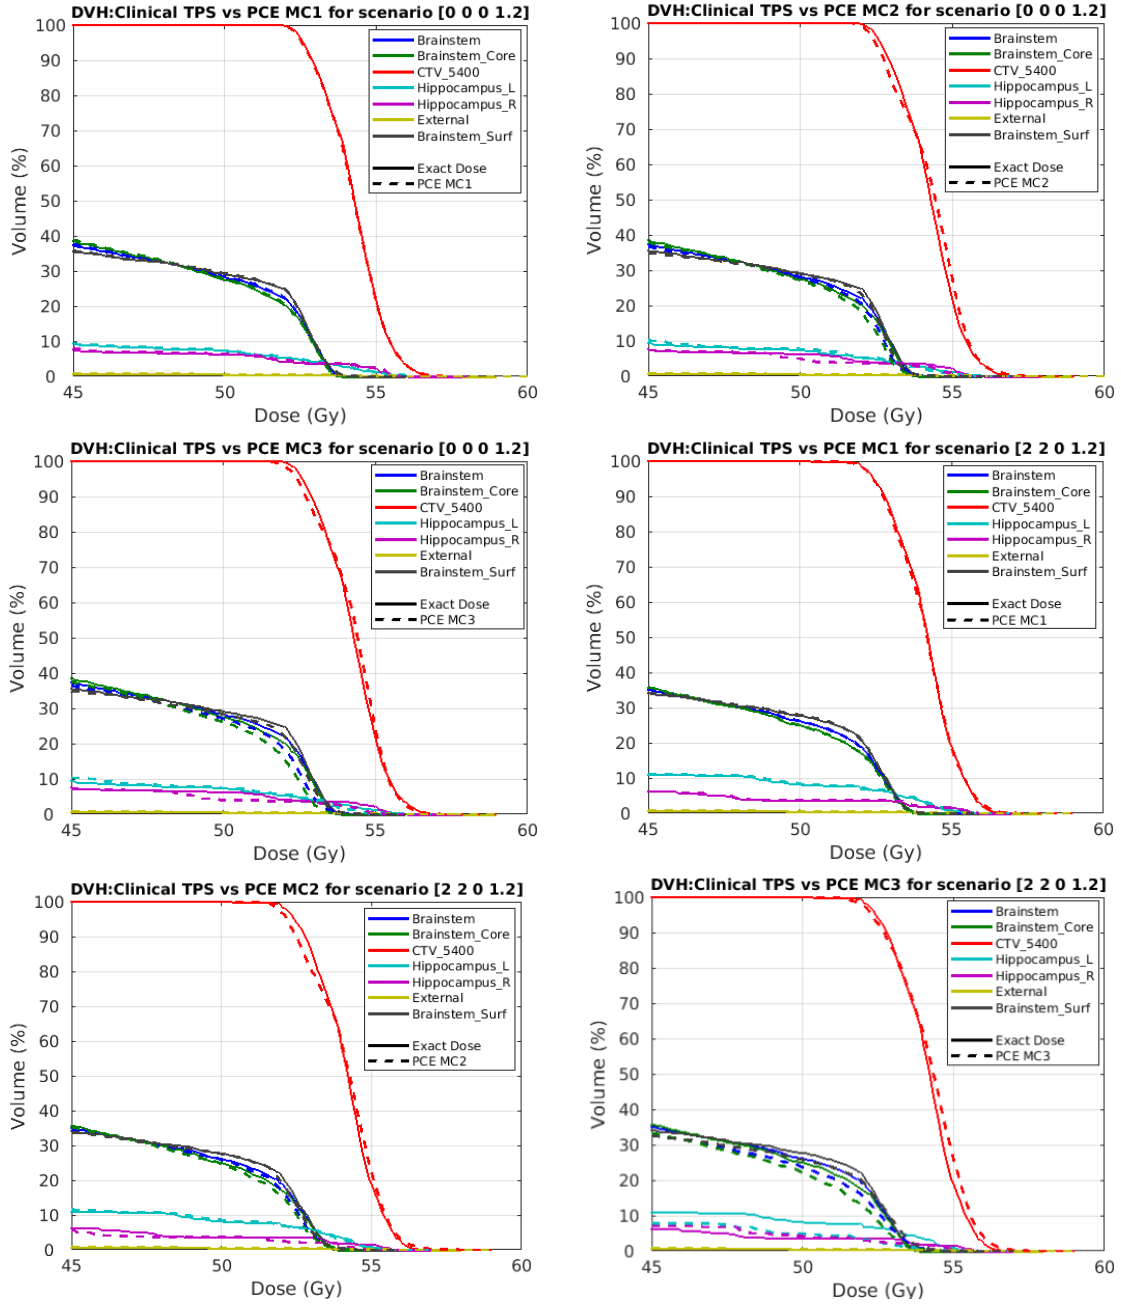 DVH:Clinical TPS vs PCE MC1 for scenario [0 0 0 1.2]
100
90
80
70
60
50
40
30
20
10
0
Volume (%)
Brainstem
Brainstem_Core
CTV_5400
Hippocampus_L
Hippocampus_R
External
Brainstem_Surf
Exact Dose
PCE MC1
45
50
55
60
Dose (Gy)
DVH:Clinical TPS vs PCE MC2 for scenario [0 0 0 1.2]
100
90
80
70
60
50
40
30
20
10
0
Volume (%)
Brainstem
Brainstem_Core
CTV_5400
Hippocampus_L
Hippocampus_R
External
Brainstem_Surf
Exact Dose
PCE MC2
45
50
55
60
Dose (Gy)
DVH:Clinical TPS vs PCE MC3 for scenario [0 0 0 1.2]
100
90
80
70
60
50
40
30
20
10
0
Volume (%)
Brainstem
Brainstem_Core
CTV_5400
Hippocampus_L
Hippocampus_R
External
Brainstem_Surf
Exact Dose
PCE MC3
45
50
55
60
Dose (Gy)
DVH:Clinical TPS vs PCE MC1 for scenario [2 2 0 1.2]
100
90
80
70
60
50
40
30
20
10
0
Volume (%)
Brainstem
Brainstem_Core
CTV_5400
Hippocampus_L
Hippocampus_R
External
Brainstem_Surf
Exact Dose
PCE MC1
45
50
55
60
Dose (Gy)
DVH:Clinical TPS vs PCE MC2 for scenario [2 2 0 1.2]
100
90
80
70
60
50
40
30
20
10
0
Volume (%)
Brainstem
Brainstem_Core
CTV_5400
Hippocampus_L
Hippocampus_R
External
Brainstem_Surf
Exact Dose
PCE MC2
45
50
55
60
Dose (Gy)
DVH:Clinical TPS vs PCE MC3 for scenario [2 2 0 1.2]
100
90
80
70
60
50
40
30
20
10
0
Volume (%)
Brainstem
Brainstem_Core
CTV_5400
Hippocampus_L
Hippocampus_R
External
Brainstem_Surf
Exact Dose
PCE MC3
45
50
55
60
Dose (Gy)